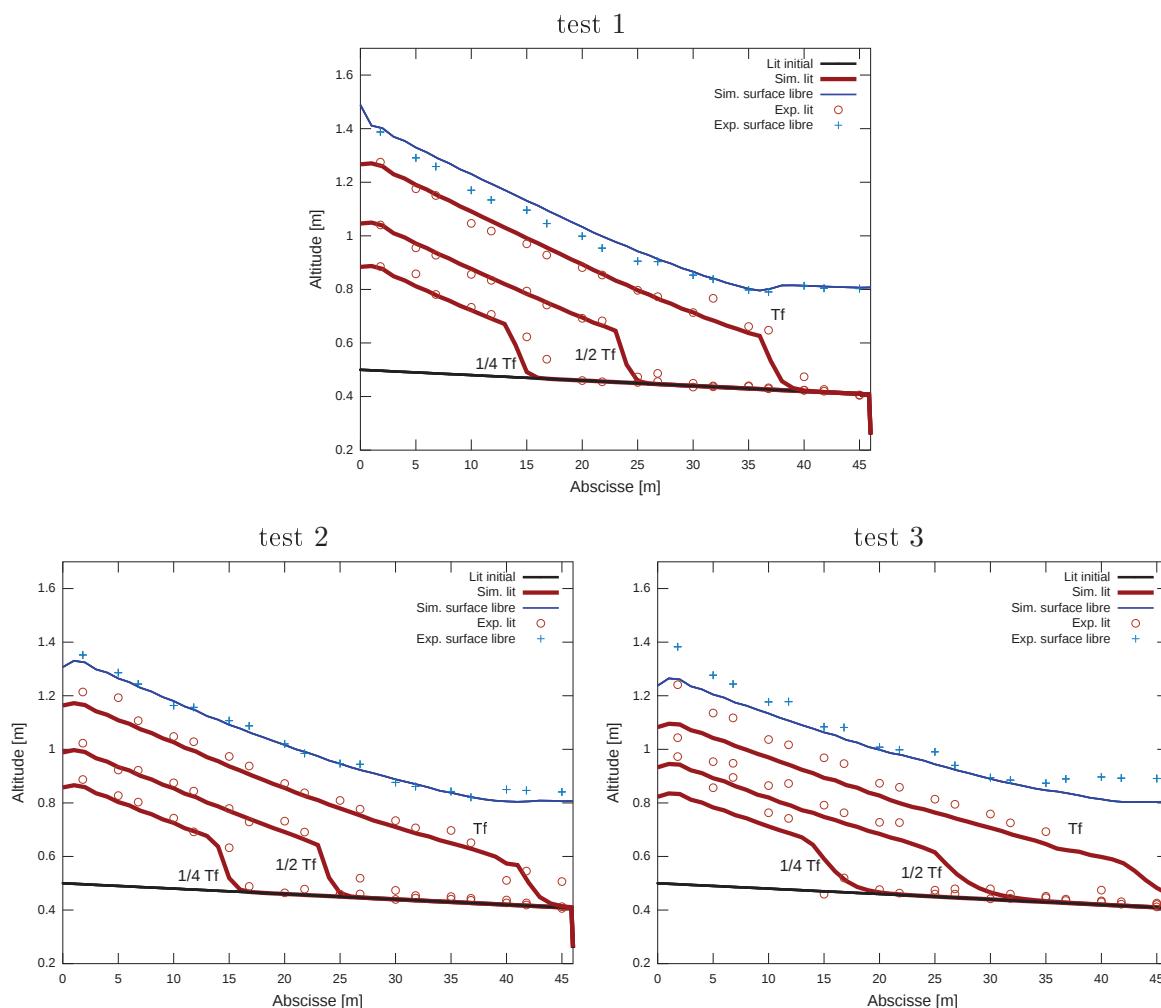 test 1
Altitude [m]
1.6
1.4
1.2
1
0.8
0.6
0.4
0.2
Lit initial
Sim. lit
Sim. surface libre
Exp. lit
Exp. surface libre
Tf
1/4 Tf
1/2 Tf
0 5 10 15 20 25 30 35 40 45
Abscisse [m]
test 2
Altitude [m]
1.6
1.4
1.2
1
0.8
0.6
0.4
0.2
Lit initial
Sim. lit
Sim. surface libre
Exp. lit
Exp. surface libre
Tf
1/4 Tf
1/2 Tf
0 5 10 15 20 25 30 35 40 45
Abscisse [m]
test 3
Altitude [m]
1.6
1.4
1.2
1
0.8
0.6
0.4
0.2
Lit initial
Sim. lit
Sim. surface libre
Exp. lit
Exp. surface libre
Tf
1/4 Tf
1/2 Tf
0 5 10 15 20 25 30 35 40 45
Abscisse [m]